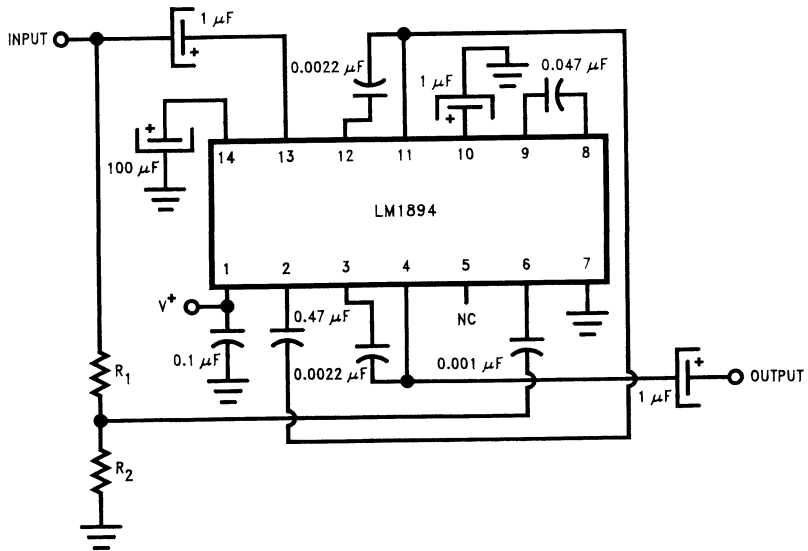 1 μF
INPUT
0.0022 μF
1 μF
0.047 μF
+
+
+
100 μF
14
13
12
11
10
9
8
LM1894
1
2
3
4
5
6
7
V+
0.47 μF
NC
0.1 μF
0.0022 μF
0.001 μF
+
OUTPUT
1 μF
R1
R2